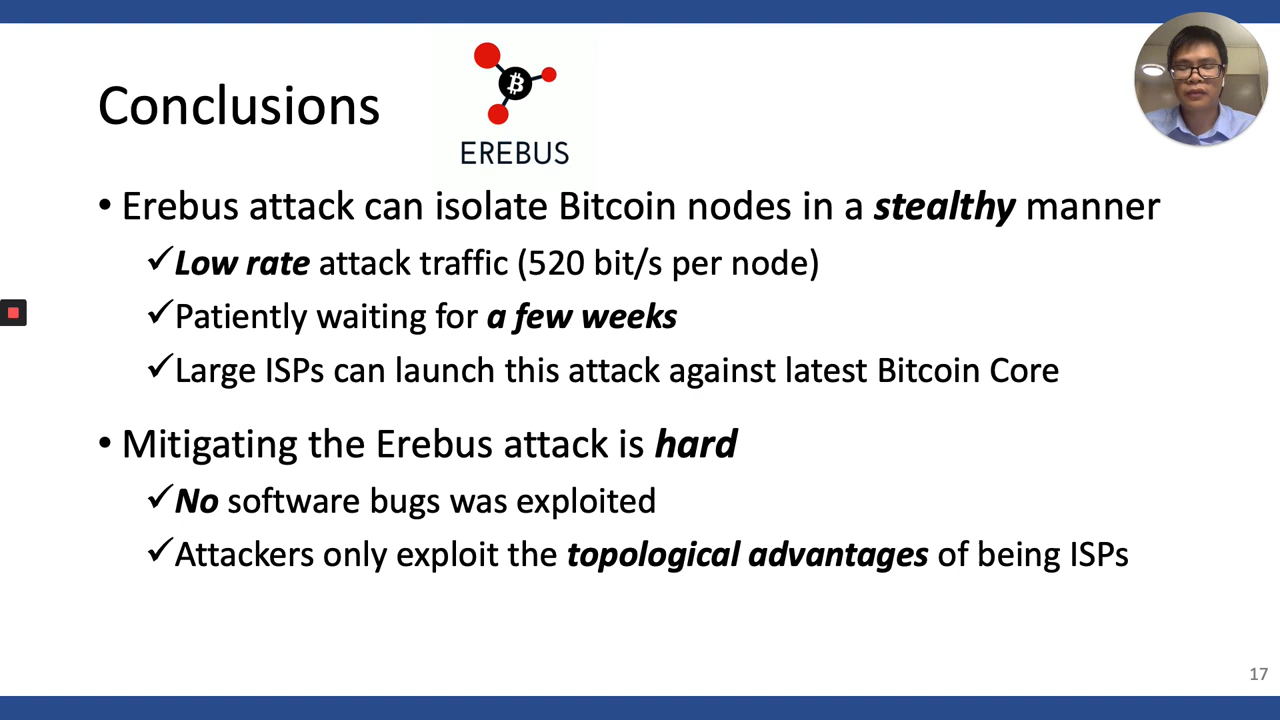 Conclusions
EREBUS
• Erebus attack can isolate Bitcoin nodes in a stealthy manner
✓Low rate attack traffic (520 bit/s per node)
✓Patiently waiting for a few weeks
✓Large ISPs can launch this attack against latest Bitcoin Core
• Mitigating the Erebus attack is hard
✓No software bugs was exploited
✓Attackers only exploit the topological advantages of being ISPs
17